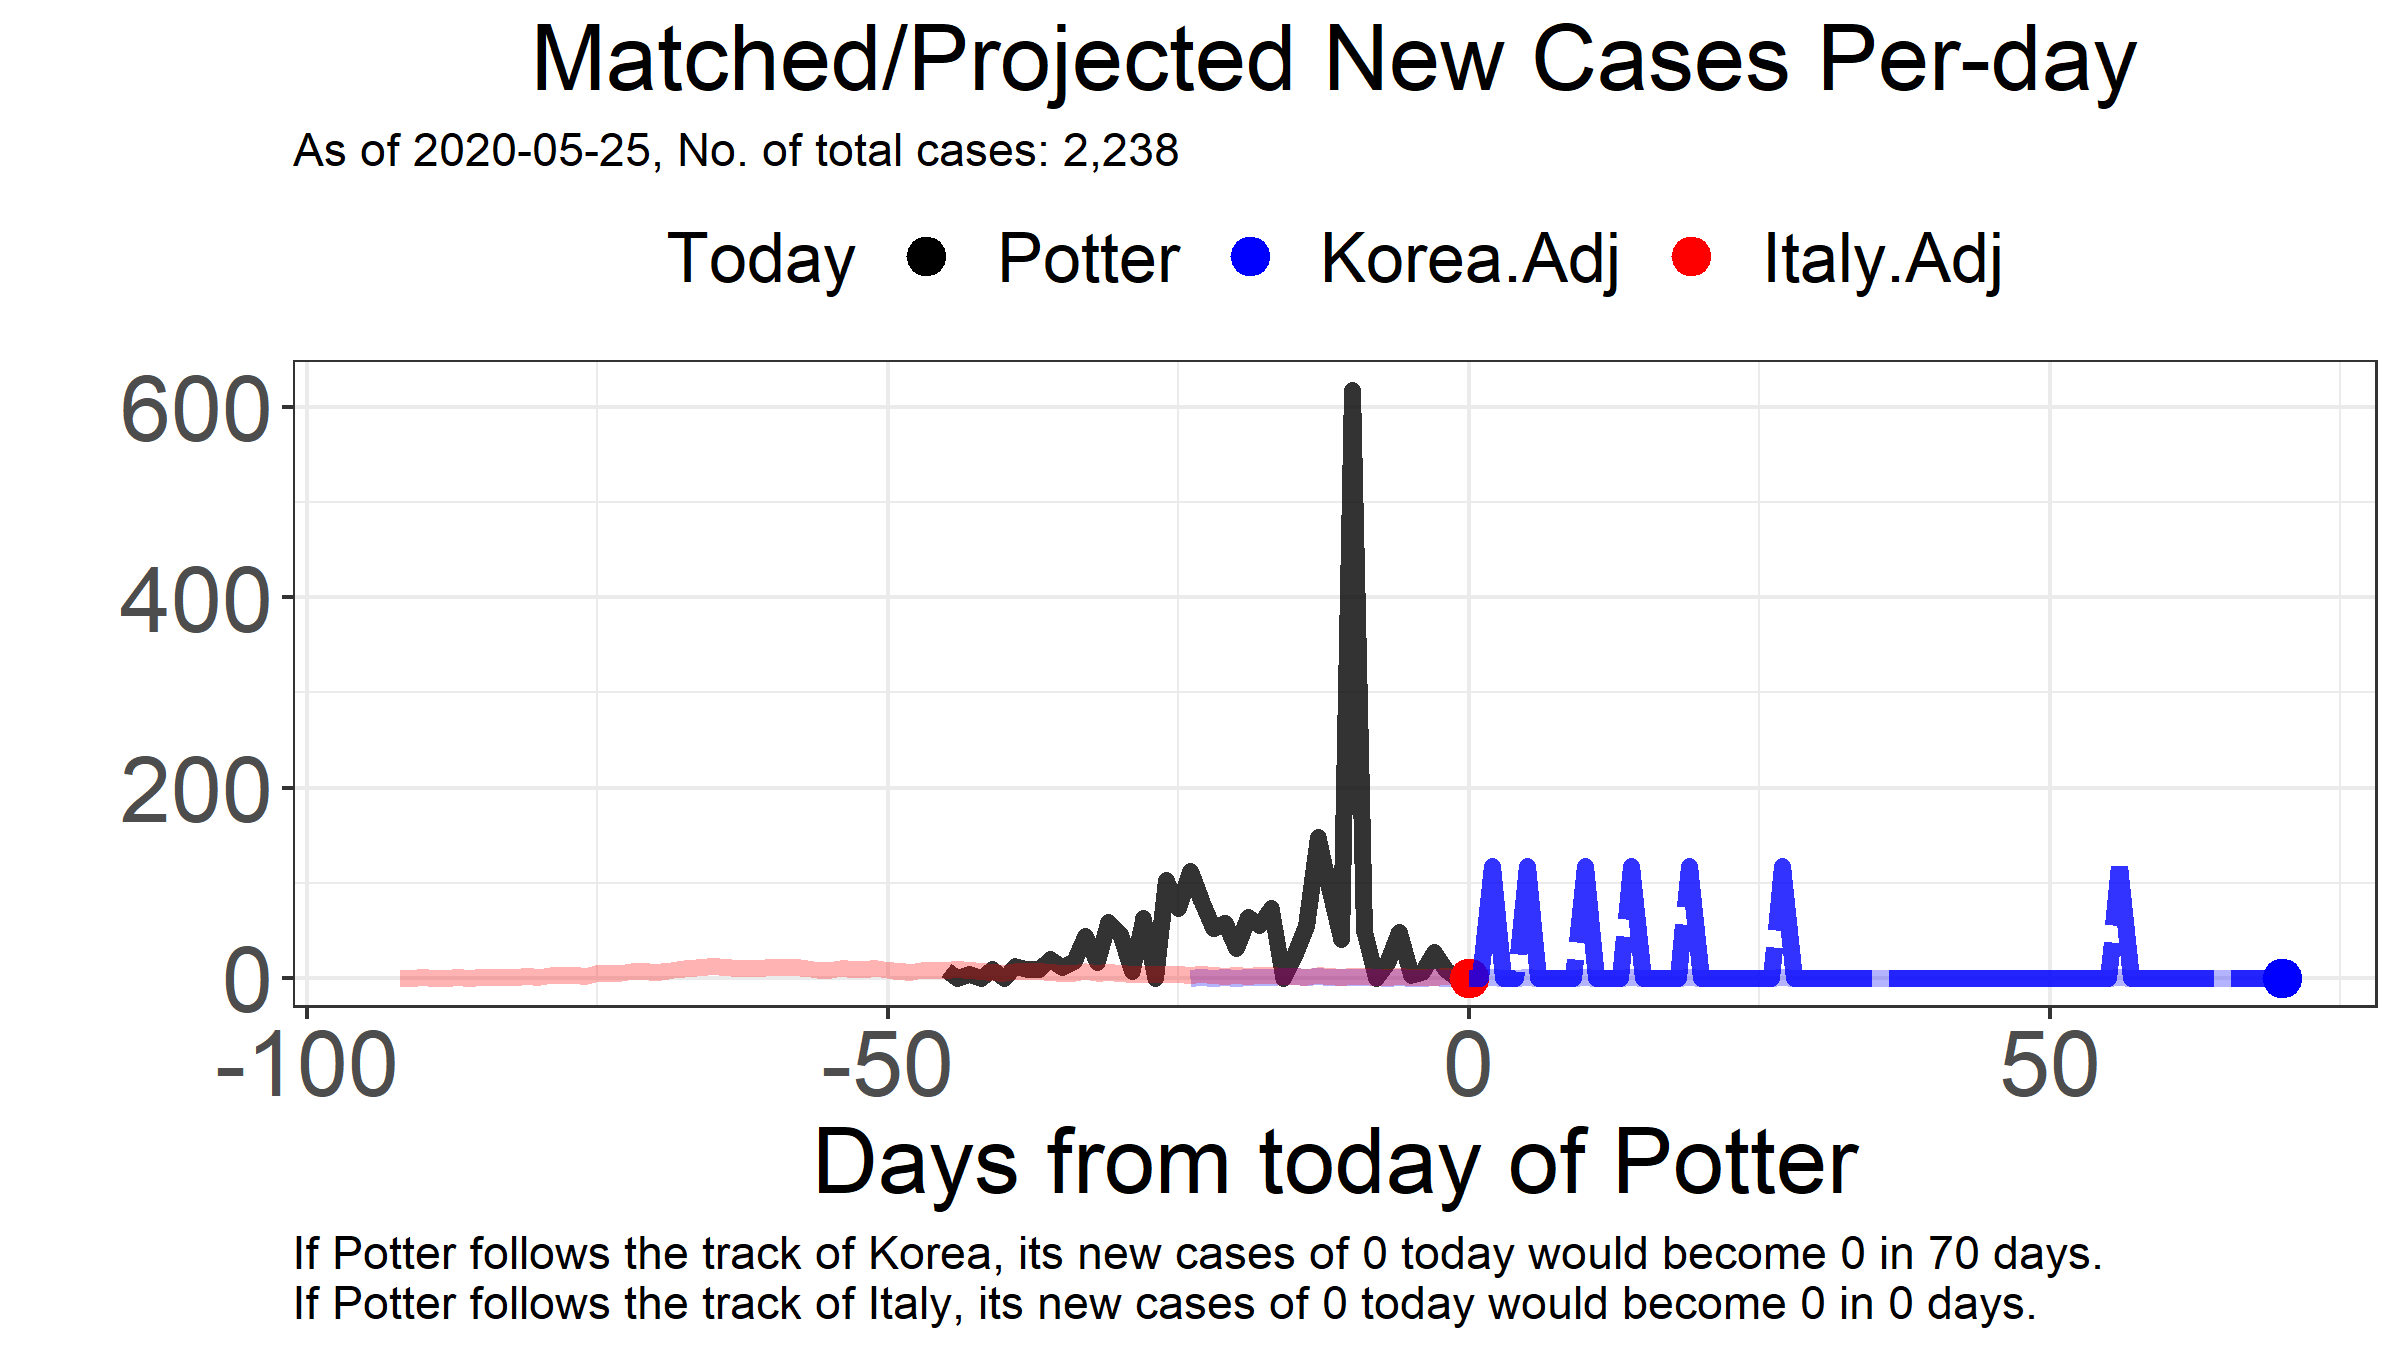 Matched/Projected New Cases Per-day
As of 2020-05-25, No. of total cases: 2,238
Today Potter Korea.Adj Italy.Adj
600
400
200
0
-100 -50 0 50
Days from today of Potter
If Potter follows the track of Korea, its new cases of 0 today would become 0 in 70 days.
If Potter follows the track of Italy, its new cases of 0 today would become 0 in 0 days.